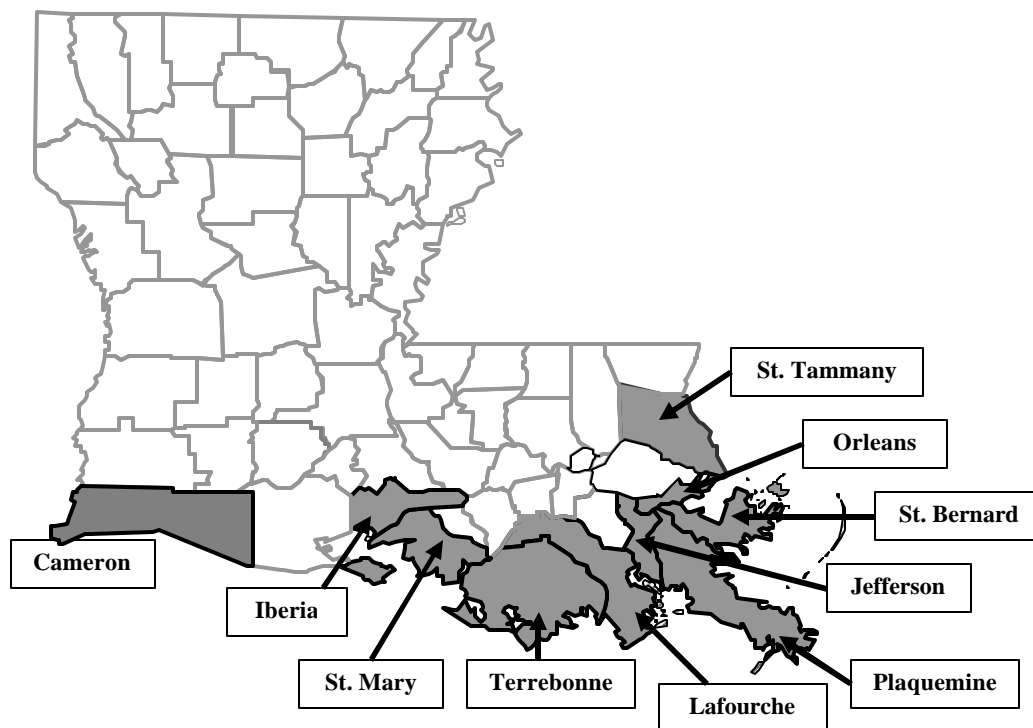 St. Tammany
Orleans
St. Bernard
Cameron
Jefferson
Iberia
St. Mary
Terrebonne
Plaquemine
Lafourche